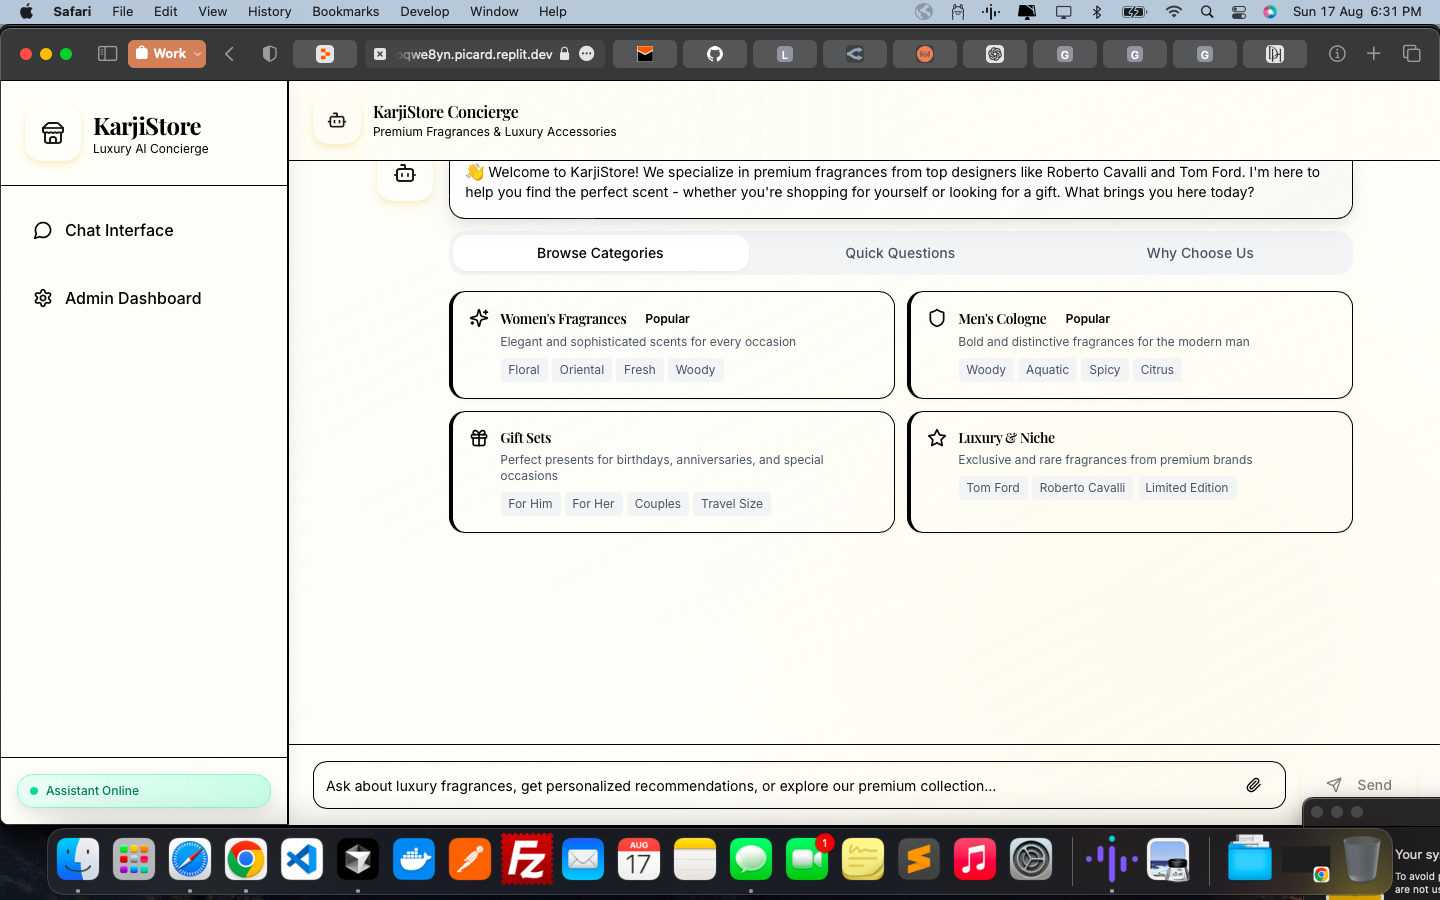 Safari File Edit View History Bookmarks Develop Window Help
Sun 17 Aug 6:31 PM
Work
qwe8yn.picard.replit.dev
L
G
G
G
KarjiStore
Luxury AI Concierge
KarjiStore Concierge
Premium Fragrances & Luxury Accessories
Chat Interface
Admin Dashboard
👋 Welcome to KarjiStore! We specialize in premium fragrances from top designers like Roberto Cavalli and Tom Ford. I'm here to
help you find the perfect scent - whether you're shopping for yourself or looking for a gift. What brings you here today?
Browse Categories Quick Questions Why Choose Us
Women's Fragrances Popular
Elegant and sophisticated scents for every occasion
Floral Oriental Fresh Woody
Men's Cologne Popular
Bold and distinctive fragrances for the modern man
Woody Aquatic Spicy Citrus
Gift Sets
Perfect presents for birthdays, anniversaries, and special
occasions
For Him For Her Couples Travel Size
Luxury & Niche
Exclusive and rare fragrances from premium brands
Tom Ford Roberto Cavalli Limited Edition
Assistant Online
Ask about luxury fragrances, get personalized recommendations, or explore our premium collection...
Send
Fz
AUG
17
1
Your sy
To avoid
are not us